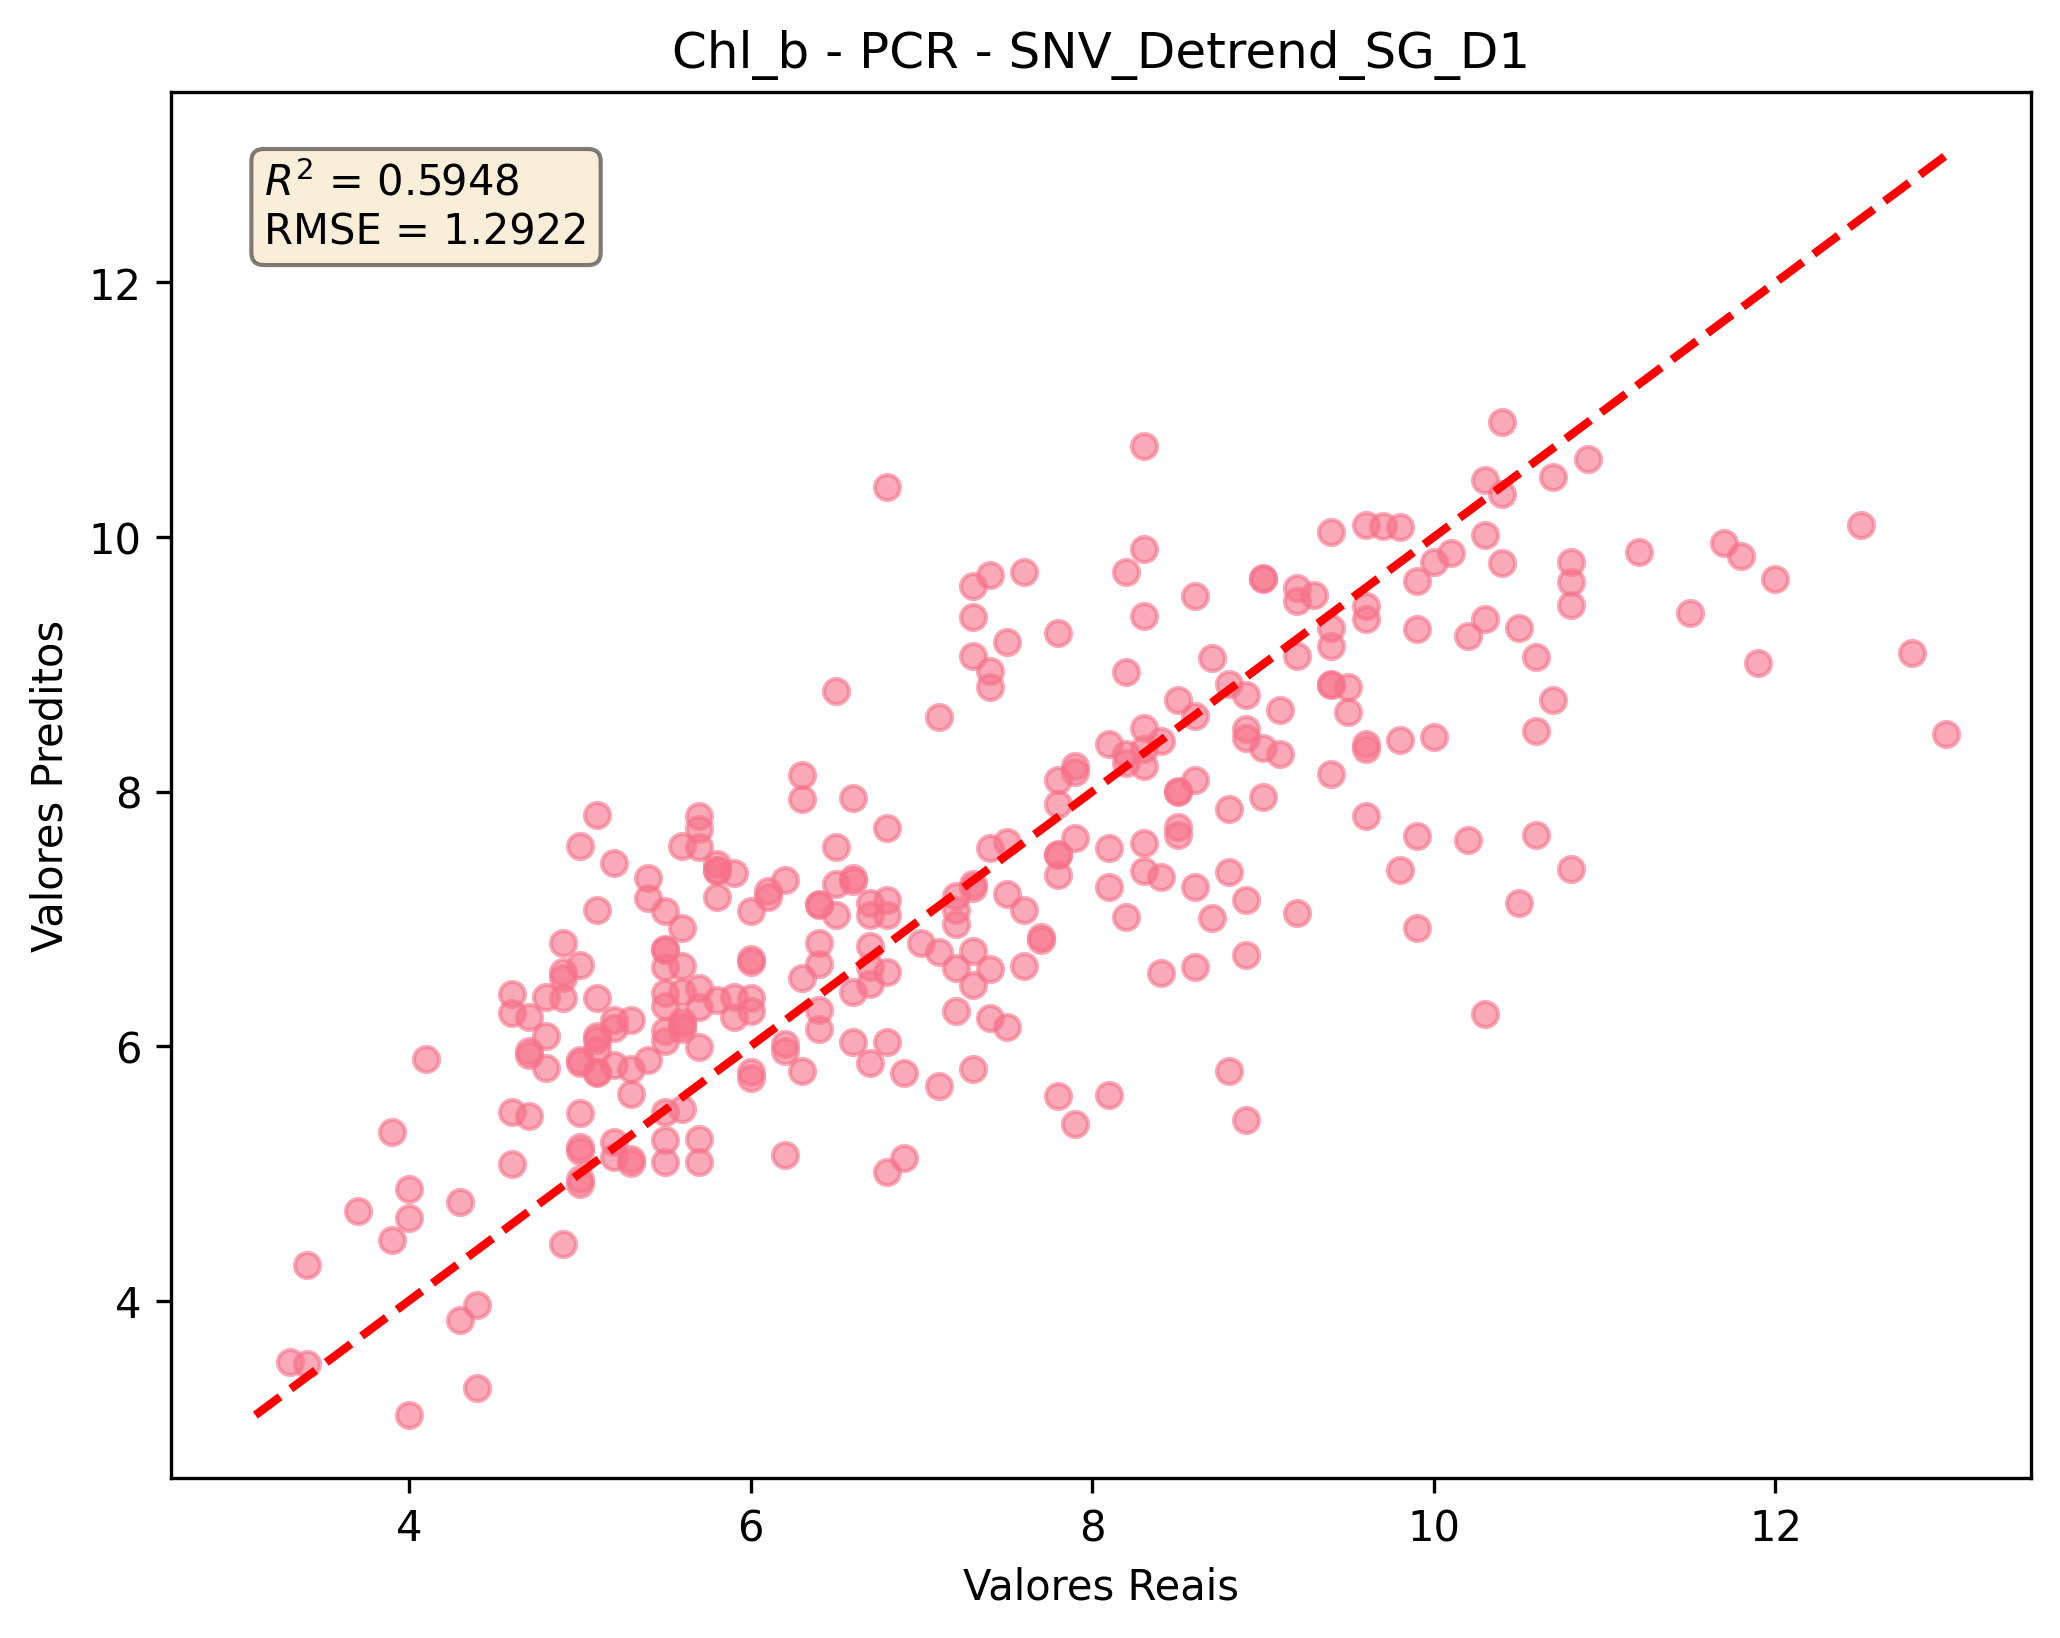 Chl_b - PCR - SNV_Detrend_SG_D1
R² = 0.5948
RMSE = 1.2922
Valores Preditos
12
10
8
6
4
4 6 8 10 12
Valores Reais